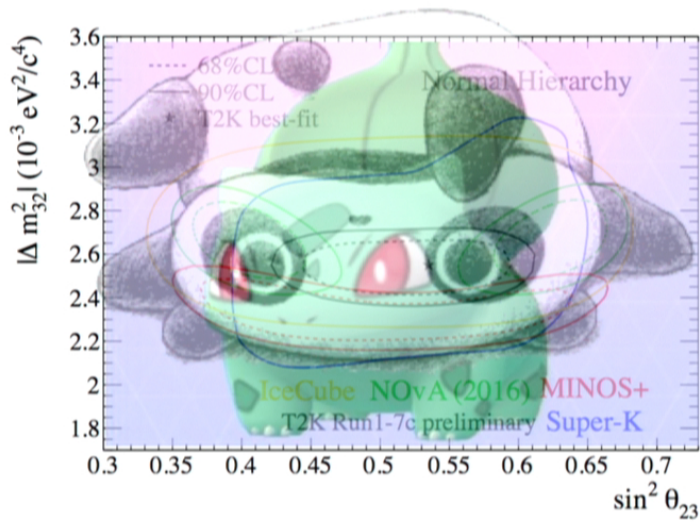 |Δ m²₃₂| (10⁻³ eV²/c⁴)
3.6
3.4
3.2
3
2.8
2.6
2.4
2.2
2
1.8
68%CL
90%CL
T2K best-fit
Normal Hierarchy
IceCube NOvA (2016) MINOS+
T2K Run1-7c preliminary Super-K
0.3 0.35 0.4 0.45 0.5 0.55 0.6 0.65 0.7
sin² θ₂₃